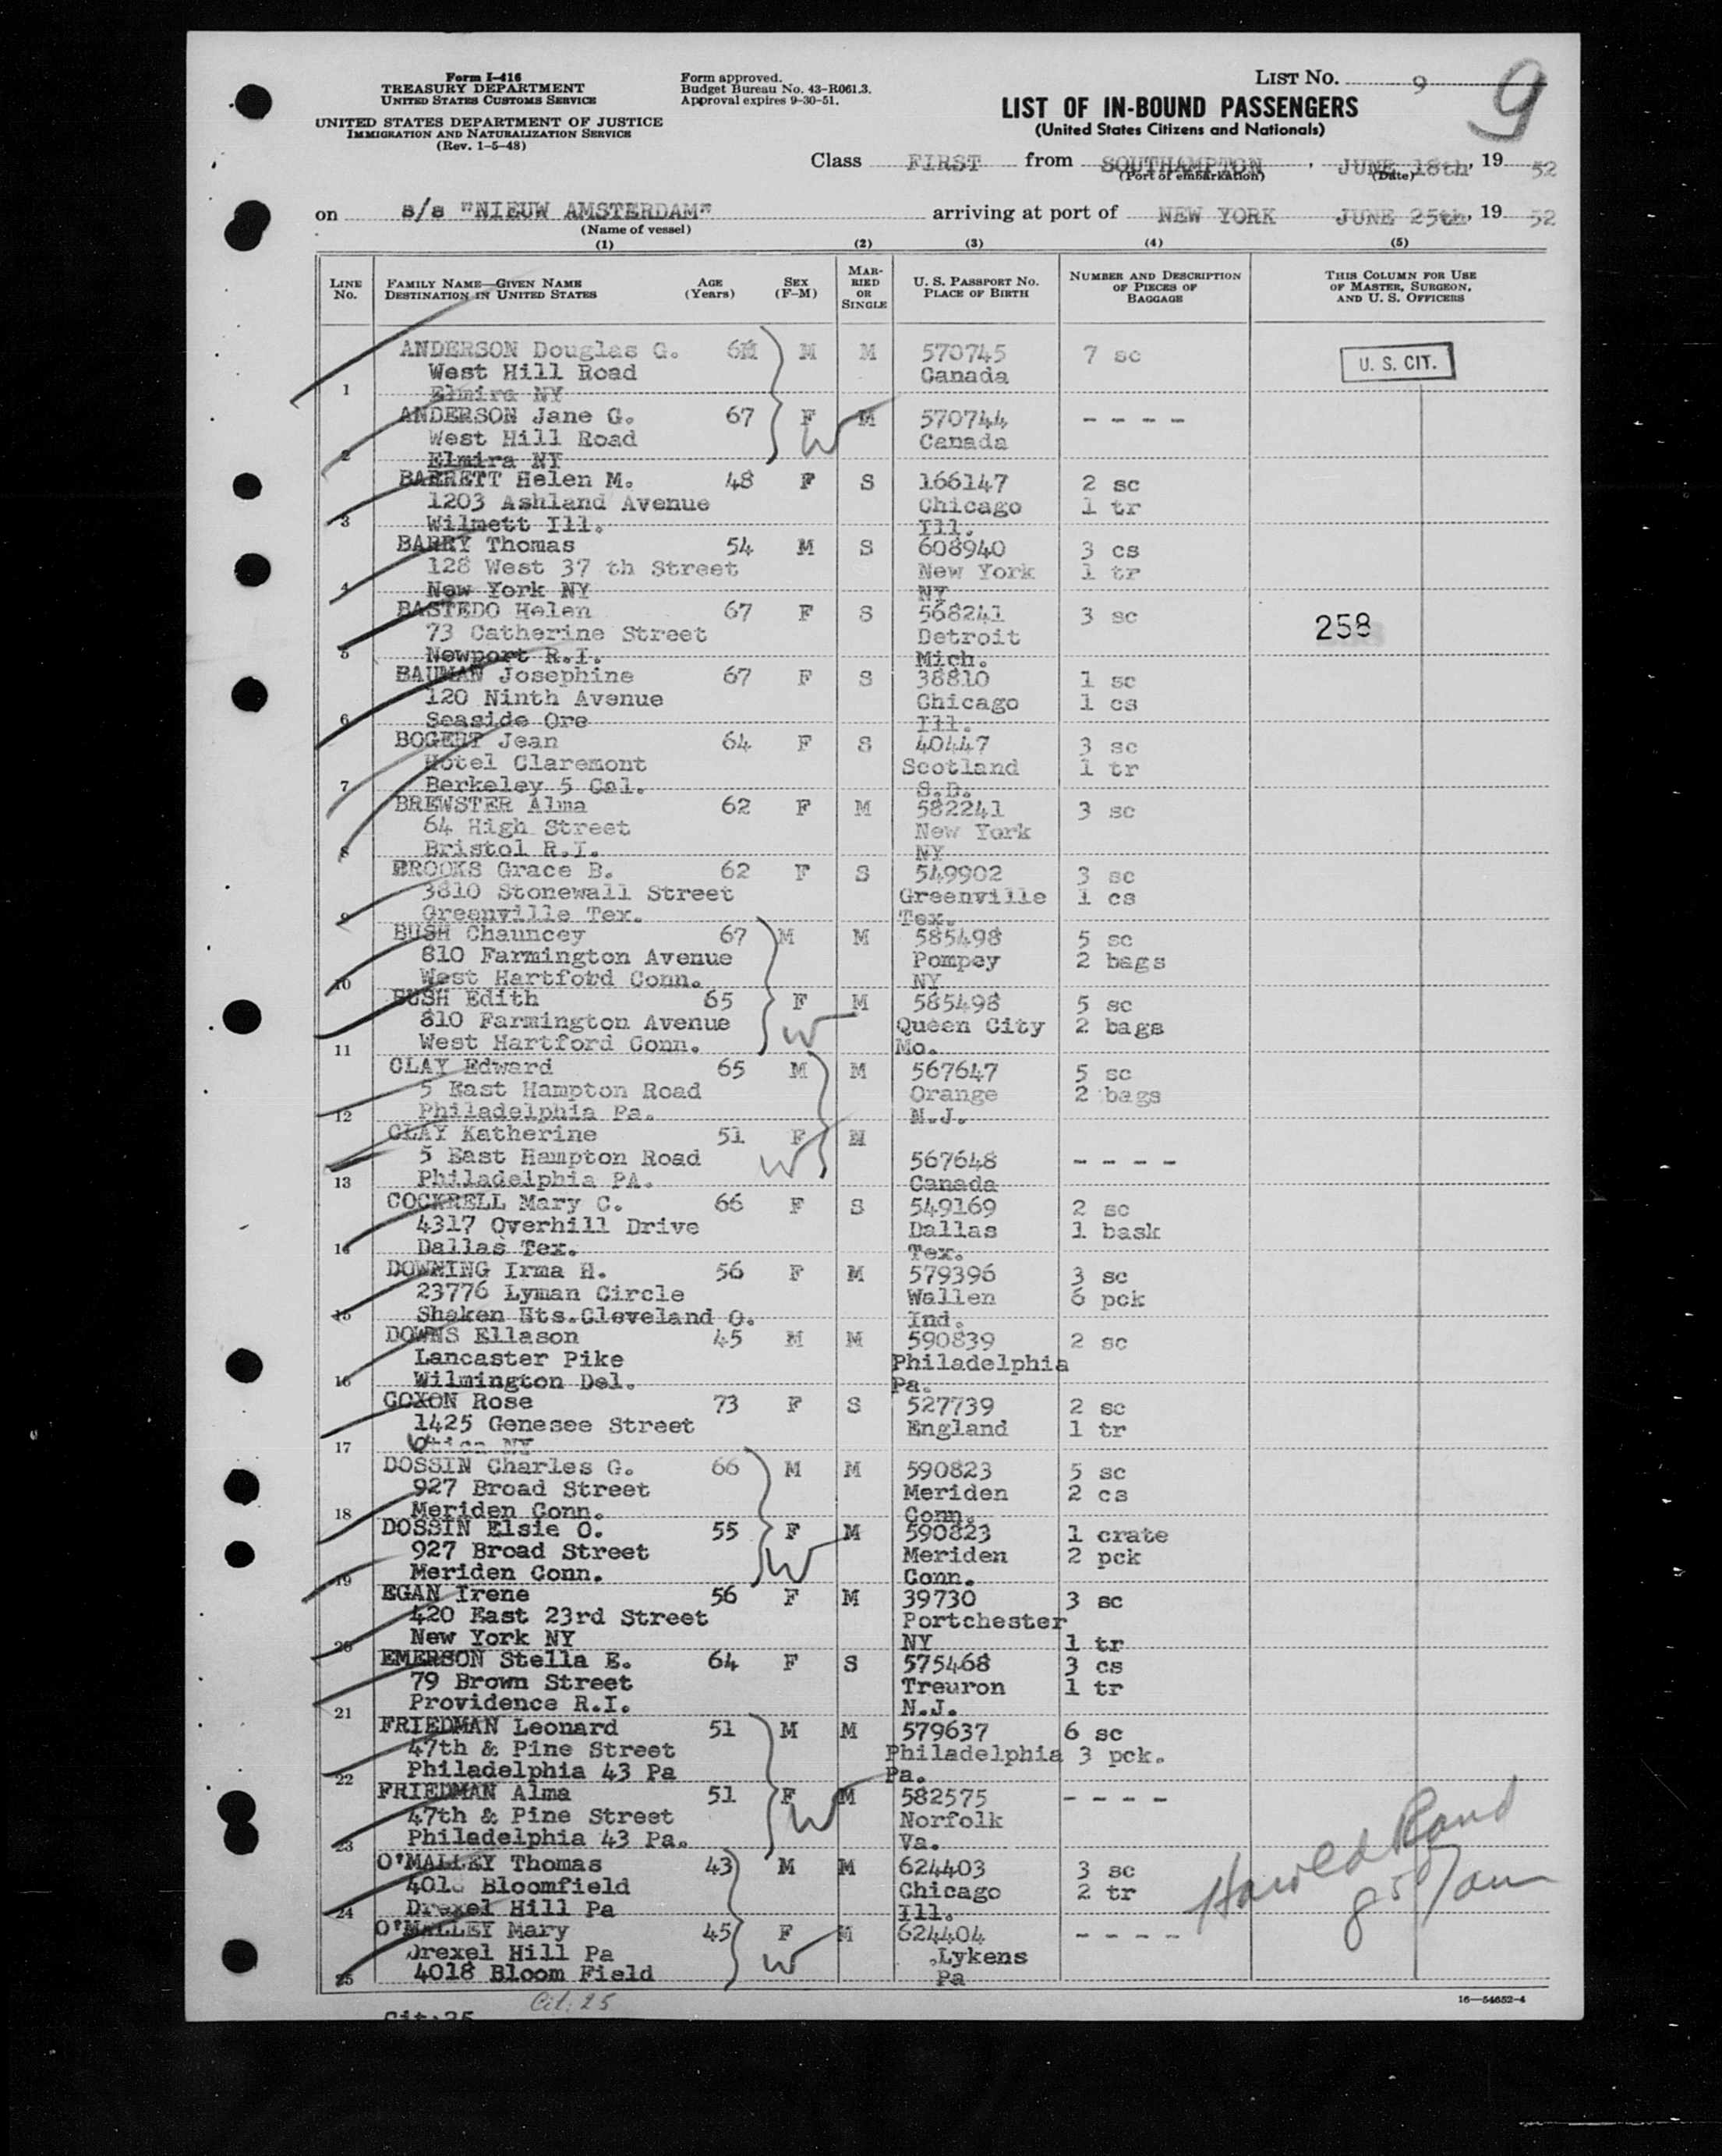 Form I-416
TREASURY DEPARTMENT
UNITED STATES CUSTOMS SERVICE
UNITED STATES DEPARTMENT OF JUSTICE
IMMIGRATION AND NATURALIZATION SERVICE
(Rev. 1-5-48)
Form approved.
Budget Bureau No. 43-R061.3.
Approval expires 9-30-51.
LIST NO. 9
9
LIST OF IN-BOUND PASSENGERS
(United States Citizens and Nationals)
Class FIRST from SOUTHAMPTON, JUNE 18th, 19 52
(Port of embarkation) (Date)
on s/s "NIEUW AMSTERDAM" arriving at port of NEW YORK JUNE 25th, 19 52
(Name of vessel)
(1) (2) (3) (4) (5)
LINE No. FAMILY NAME—GIVEN NAME DESTINATION IN UNITED STATES AGE (Years) SEX (F-M) MARRIED OR SINGLE U. S. PASSPORT NO. PLACE OF BIRTH NUMBER AND DESCRIPTION OF PIECES OF BAGGAGE THIS COLUMN FOR USE OF MASTER, SURGEON, AND U. S. OFFICERS
ANDERSON Douglas G. M M 570745 7 sc U. S. CIT.
West Hill Road Canada
1 Elmira NY
ANDERSON Jane G. 67 F M 570744 - - - -
West Hill Road W Canada
2 Elmira NY
BARRETT Helen M. 48 F S 166147 2 sc
1203 Ashland Avenue Chicago 1 tr
3 Wilmett Ill. Ill.
BARRY Thomas 54 M S 608940 3 cs
128 West 37 th Street New York 1 tr
4 New York NY NY
BASTEDO Helen 67 F S 568241 3 sc 258
73 Catherine Street Detroit
5 Newport R.I. Mich.
BAUMAN Josephine 67 F S 38810 1 sc
120 Ninth Avenue Chicago 1 cs
6 Seaside Ore Ill.
BOGERT Jean 64 F S 40447 3 sc
Hotel Claremont Scotland 1 tr
7 Berkeley 5 Cal. S.D.
BREWSTER Alma 62 F M 582241 3 sc
64 High Street New York
8 Bristol R.I. NY
BROOKS Grace B. 62 F S 549902 3 sc
3810 Stonewall Street Greenville 1 cs
9 Greenville Tex. Tex.
BUSH Chauncey 67 M M 585498 5 sc
810 Farmington Avenue Pompey 2 bags
10 West Hartford Conn. NY
BUSH Edith 65 F M 585498 5 sc
810 Farmington Avenue W Queen City 2 bags
11 West Hartford Conn. Mo.
CLAY Edward 65 M M 567647 5 sc
5 East Hampton Road Orange 2 bags
12 Philadelphia Pa. N.J.
CLAY Katherine 51 F M
5 East Hampton Road W 567648 - - - -
13 Philadelphia PA. Canada
COCKRELL Mary C. 66 F S 549169 2 sc
4317 Overhill Drive Dallas 1 bask
14 Dallas Tex. Tex.
DOWNING Irma H. 56 F M 579396 3 sc
23776 Lyman Circle Wallen 6 pck
15 Shaken Hts.Cleveland O. Ind.
DOWNS Ellason 45 M M 590839 2 sc
Lancaster Pike Philadelphia
16 Wilmington Del. Pa.
COXON Rose 73 F S 527739 2 sc
1425 Genesee Street England 1 tr
17 Utica NY
DOSSIN Charles G. 66 M M 590823 5 sc
927 Broad Street Meriden 2 cs
18 Meriden Conn. Conn.
DOSSIN Elsie O. 55 F M 590823 1 crate
927 Broad Street W Meriden 2 pck
19 Meriden Conn. Conn.
EGAN Irene 56 F M 39730 3 sc
420 East 23rd Street Portchester
20 New York NY NY 1 tr
EMERSON Stella E. 64 F S 575468 3 cs
79 Brown Street Treuron 1 tr
21 Providence R.I. N.J.
FRIEDMAN Leonard 51 M M 579637 6 sc
47th & Pine Street Philadelphia 3 pck.
22 Philadelphia 43 Pa Pa.
FRIEDMAN Alma 51 F M 582575 - - - -
47th & Pine Street W Norfolk
23 Philadelphia 43 Pa. Va.
O'MALLEY Thomas 43 M M 624403 3 sc
Bloomfield Chicago 2 tr
24 Drexel Hill Pa Ill.
O'MALLEY Mary 45 F M 624404 - - - -
Drexel Hill Pa W Lykens
25 4018 Bloom Field Pa
Harold Rand
857 am
16—54652-4
Cit: 25
Cit:25